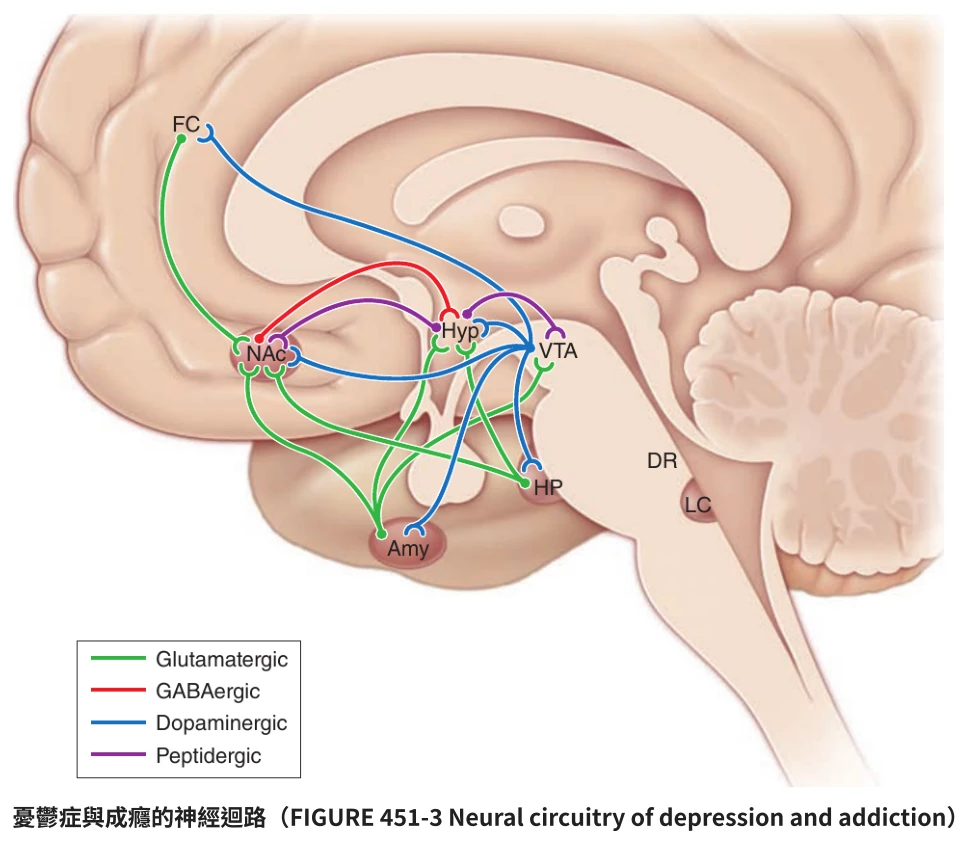 FC
Hyp
NAc
VTA
DR
HP
LC
Amy
Glutamatergic
GABAergic
Dopaminergic
Peptidergic
憂鬱症與成癮的神經迴路（FIGURE 451-3 Neural circuitry of depression and addiction）